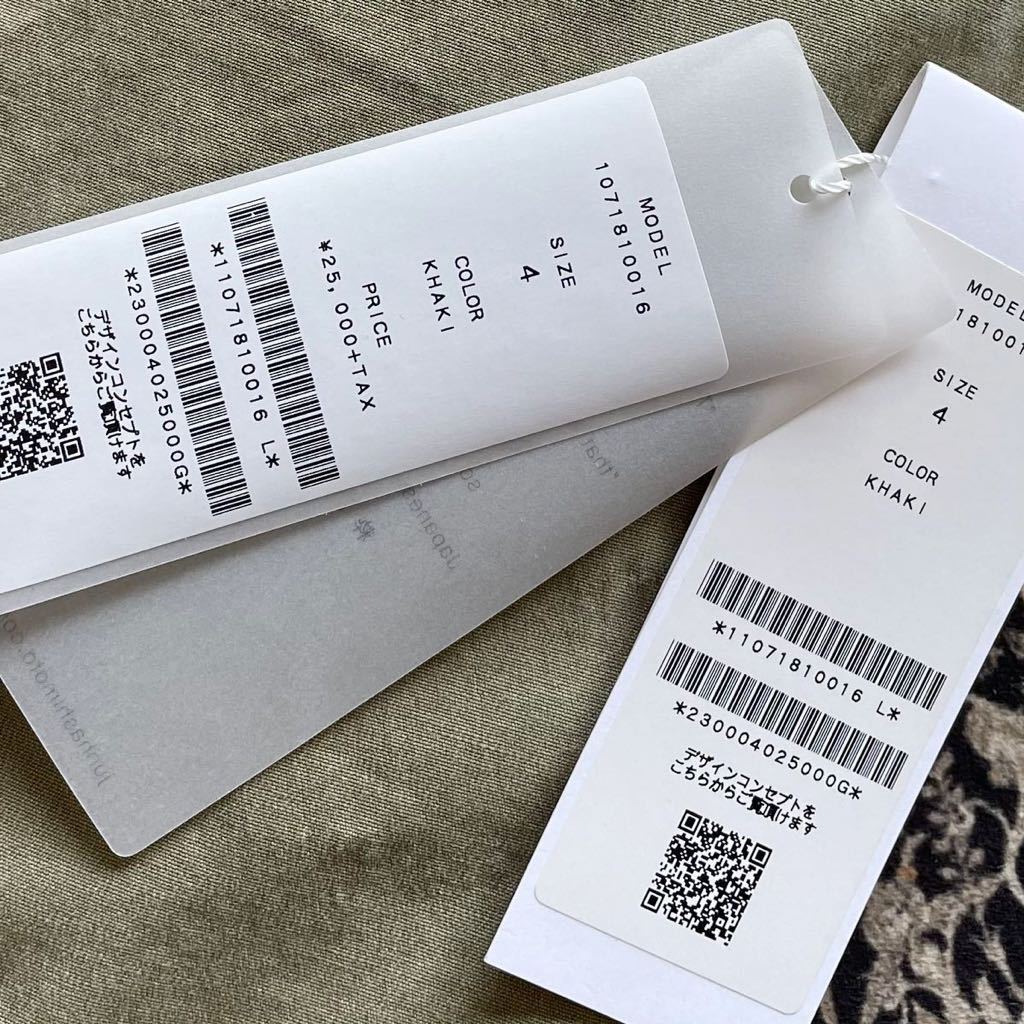 MODEL
1071810016
SIZE
4
COLOR
KHAKI
PRICE
¥25,000+TAX
*11071810016 L*
*230004025000G*
デザインコンセプトを
こちらからご覧頂けます
MODEL
181001
SIZE
4
COLOR
KHAKI
*11071810016 L*
*230004025000G*
デザインコンセプトを
こちらからご覧頂けます